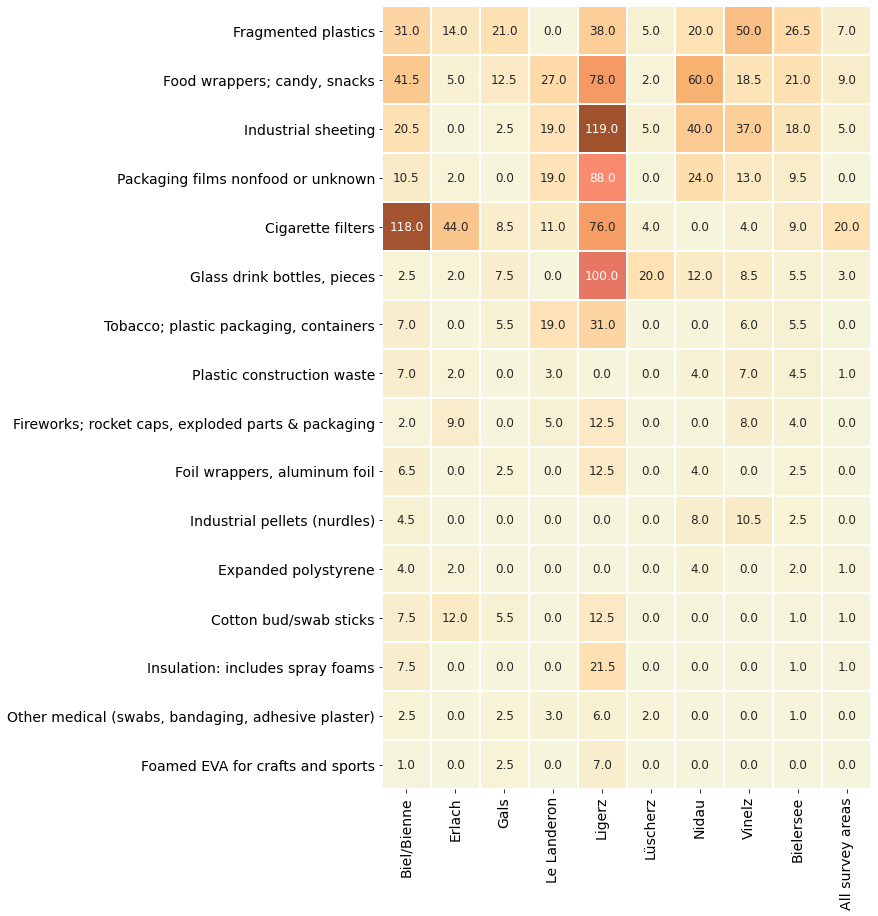 Fragmented plastics 31.0 14.0 21.0 0.0 38.0 5.0 20.0 50.0 26.5 7.0
Food wrappers; candy, snacks 41.5 5.0 12.5 27.0 78.0 2.0 60.0 18.5 21.0 9.0
Industrial sheeting 20.5 0.0 2.5 19.0 119.0 5.0 40.0 37.0 18.0 5.0
Packaging films nonfood or unknown 10.5 2.0 0.0 19.0 88.0 0.0 24.0 13.0 9.5 0.0
Cigarette filters 118.0 44.0 8.5 11.0 76.0 4.0 0.0 4.0 9.0 20.0
Glass drink bottles, pieces 2.5 2.0 7.5 0.0 100.0 20.0 12.0 8.5 5.5 3.0
Tobacco; plastic packaging, containers 7.0 0.0 5.5 19.0 31.0 0.0 0.0 6.0 5.5 0.0
Plastic construction waste 7.0 2.0 0.0 3.0 0.0 0.0 4.0 7.0 4.5 1.0
Fireworks; rocket caps, exploded parts & packaging 2.0 9.0 0.0 5.0 12.5 0.0 0.0 8.0 4.0 0.0
Foil wrappers, aluminum foil 6.5 0.0 2.5 0.0 12.5 0.0 4.0 0.0 2.5 0.0
Industrial pellets (nurdles) 4.5 0.0 0.0 0.0 0.0 0.0 8.0 10.5 2.5 0.0
Expanded polystyrene 4.0 2.0 0.0 0.0 0.0 0.0 4.0 0.0 2.0 1.0
Cotton bud/swab sticks 7.5 12.0 5.5 0.0 12.5 0.0 0.0 0.0 1.0 1.0
Insulation: includes spray foams 7.5 0.0 0.0 0.0 21.5 0.0 0.0 0.0 1.0 1.0
Other medical (swabs, bandaging, adhesive plaster) 2.5 0.0 2.5 3.0 6.0 2.0 0.0 0.0 1.0 0.0
Foamed EVA for crafts and sports 1.0 0.0 2.5 0.0 7.0 0.0 0.0 0.0 0.0 0.0
Biel/Bienne
Erlach
Gals
Le Landeron
Ligerz
Lüscherz
Nidau
Vinelz
Bielersee
All survey areas